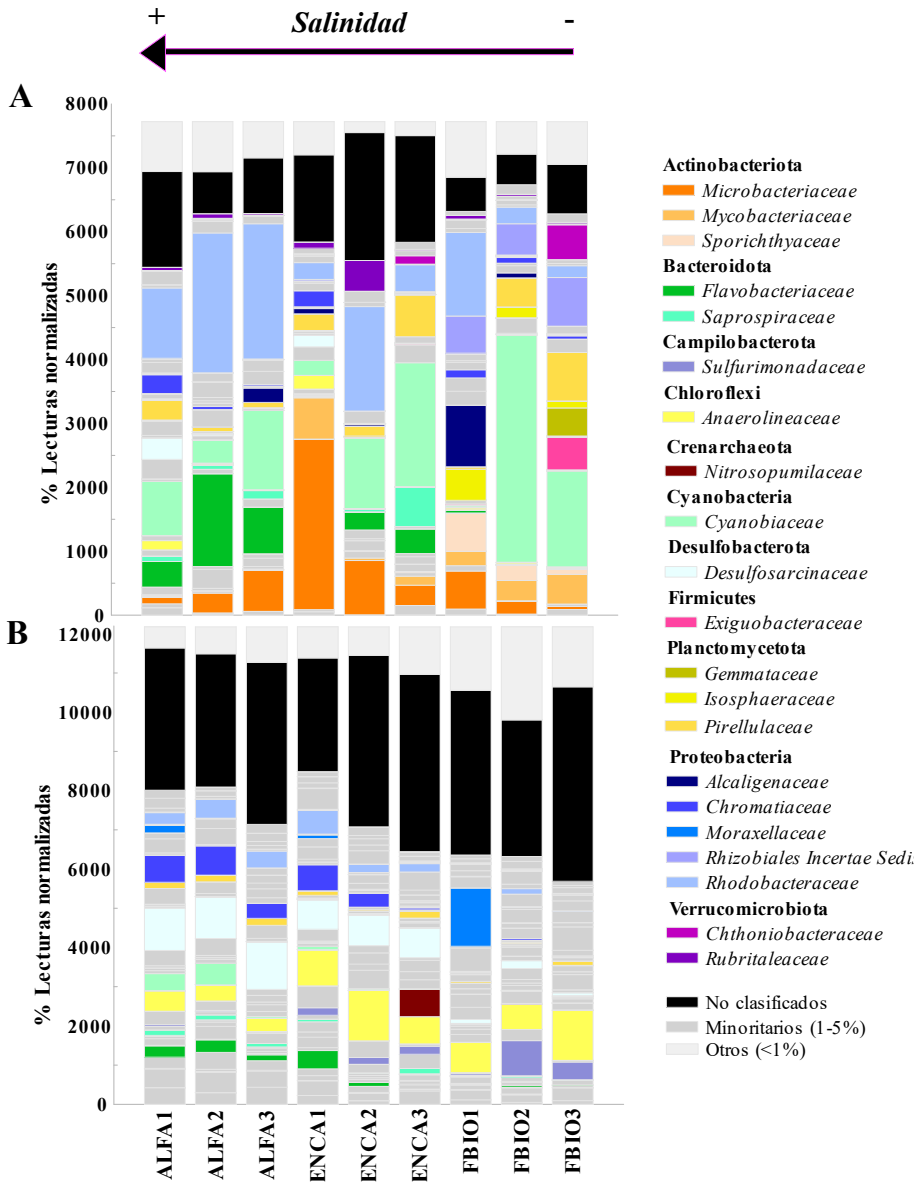 + Salinidad -
A
% Lecturas normalizadas
8000
7000
6000
5000
4000
3000
2000
1000
0
B
% Lecturas normalizadas
12000
10000
8000
6000
4000
2000
0
ALFA1
ALFA2
ALFA3
ENCA1
ENCA2
ENCA3
FBIO1
FBIO2
FBIO3
Actinobacteriota
Microbacteriaceae
Mycobacteriaceae
Sporichthyaceae
Bacteroidota
Flavobacteriaceae
Saprospiraceae
Campilobacterota
Sulfurimonadaceae
Chloroflexi
Anaerolineaceae
Crenarchaeota
Nitrosopumilaceae
Cyanobacteria
Cyanobiaceae
Desulfobacterota
Desulfosarcinaceae
Firmicutes
Exiguobacteraceae
Planctomycetota
Gemmataceae
Isosphaeraceae
Pirellulaceae
Proteobacteria
Alcaligenaceae
Chromatiaceae
Moraxellaceae
Rhizobiales Incertae Sedi.
Rhodobacteraceae
Verrucomicrobiota
Chthoniobacteraceae
Rubritaleaceae
No clasificados
Minoritarios (1-5%)
Otros (<1%)